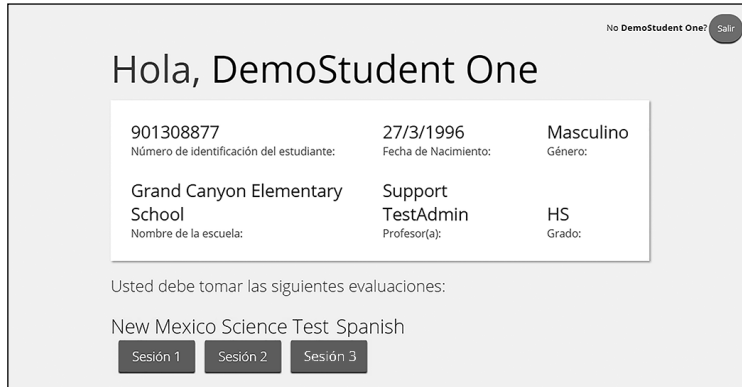 No DemoStudent One? Salir
Hola, DemoStudent One
901308877
Número de identificación del estudiante:
27/3/1996
Fecha de Nacimiento:
Masculino
Género:
Grand Canyon Elementary
School
Nombre de la escuela:
Support
TestAdmin
Profesor(a):
HS
Grado:
Usted debe tomar las siguientes evaluaciones:
New Mexico Science Test Spanish
Sesión 1 Sesión 2 Sesión 3